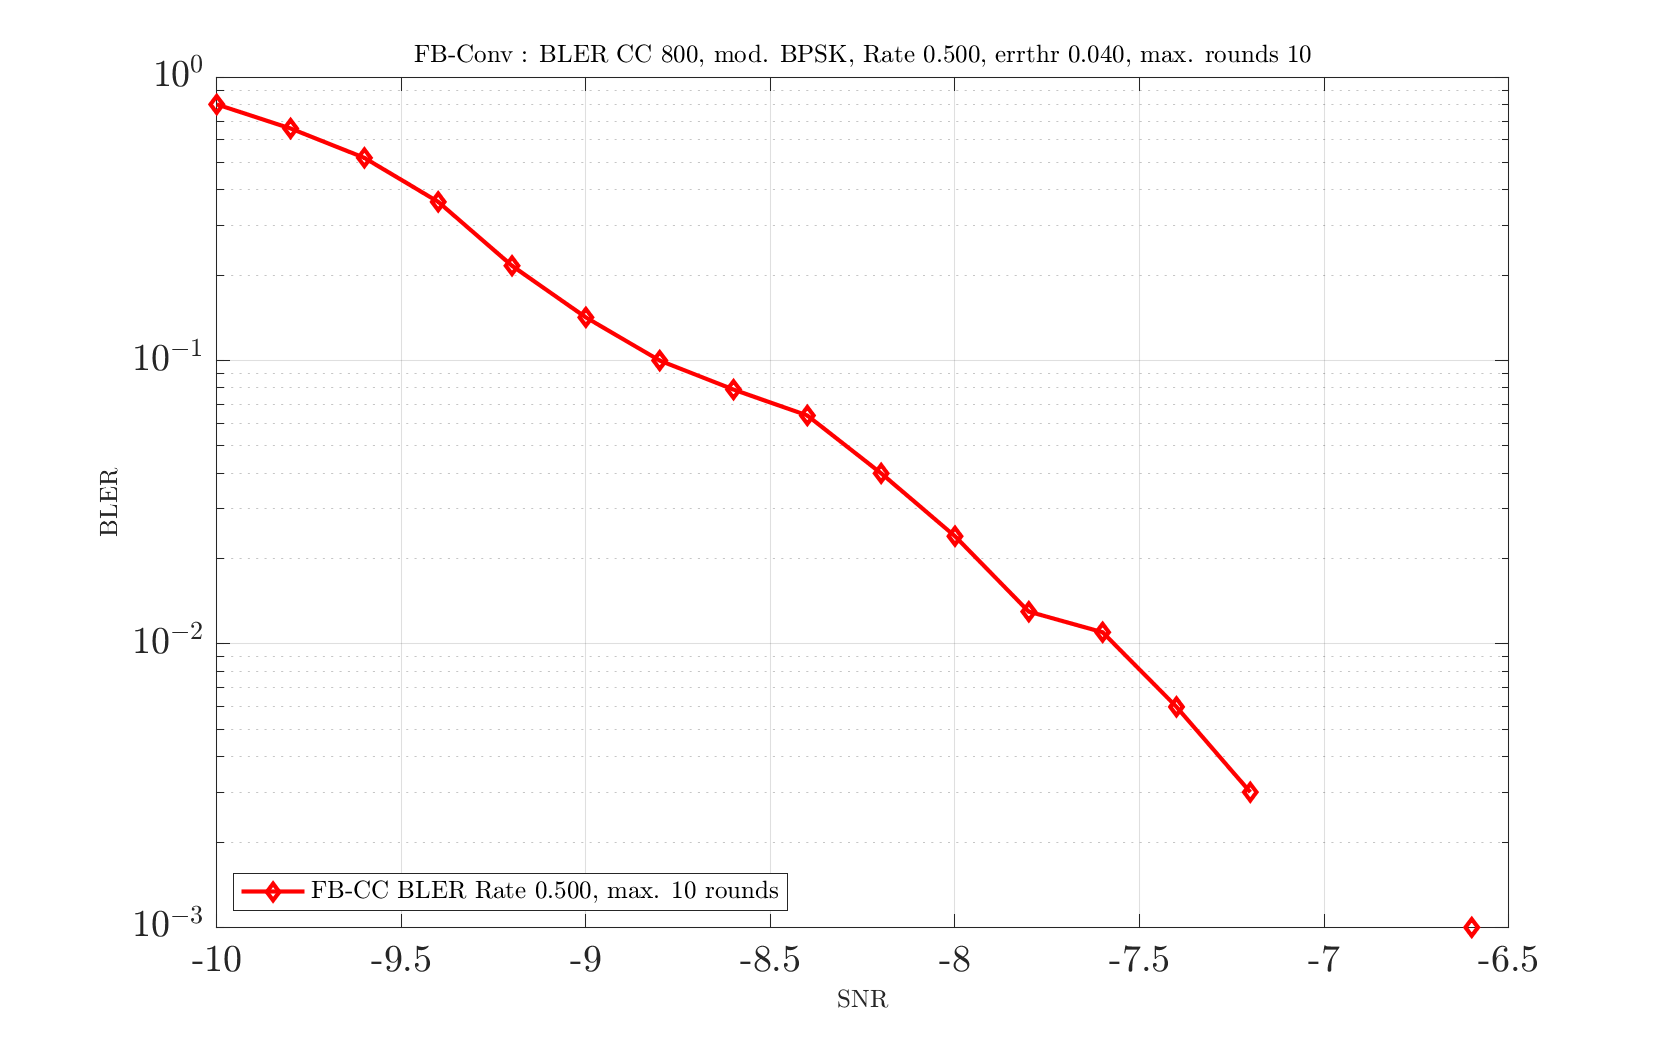 FB-Conv : BLER CC 800, mod. BPSK, Rate 0.500, errthr 0.040, max. rounds 10
10^0
10^-1
10^-2
10^-3
BLER
FB-CC BLER Rate 0.500, max. 10 rounds
-10 -9.5 -9 -8.5 -8 -7.5 -7 -6.5
SNR